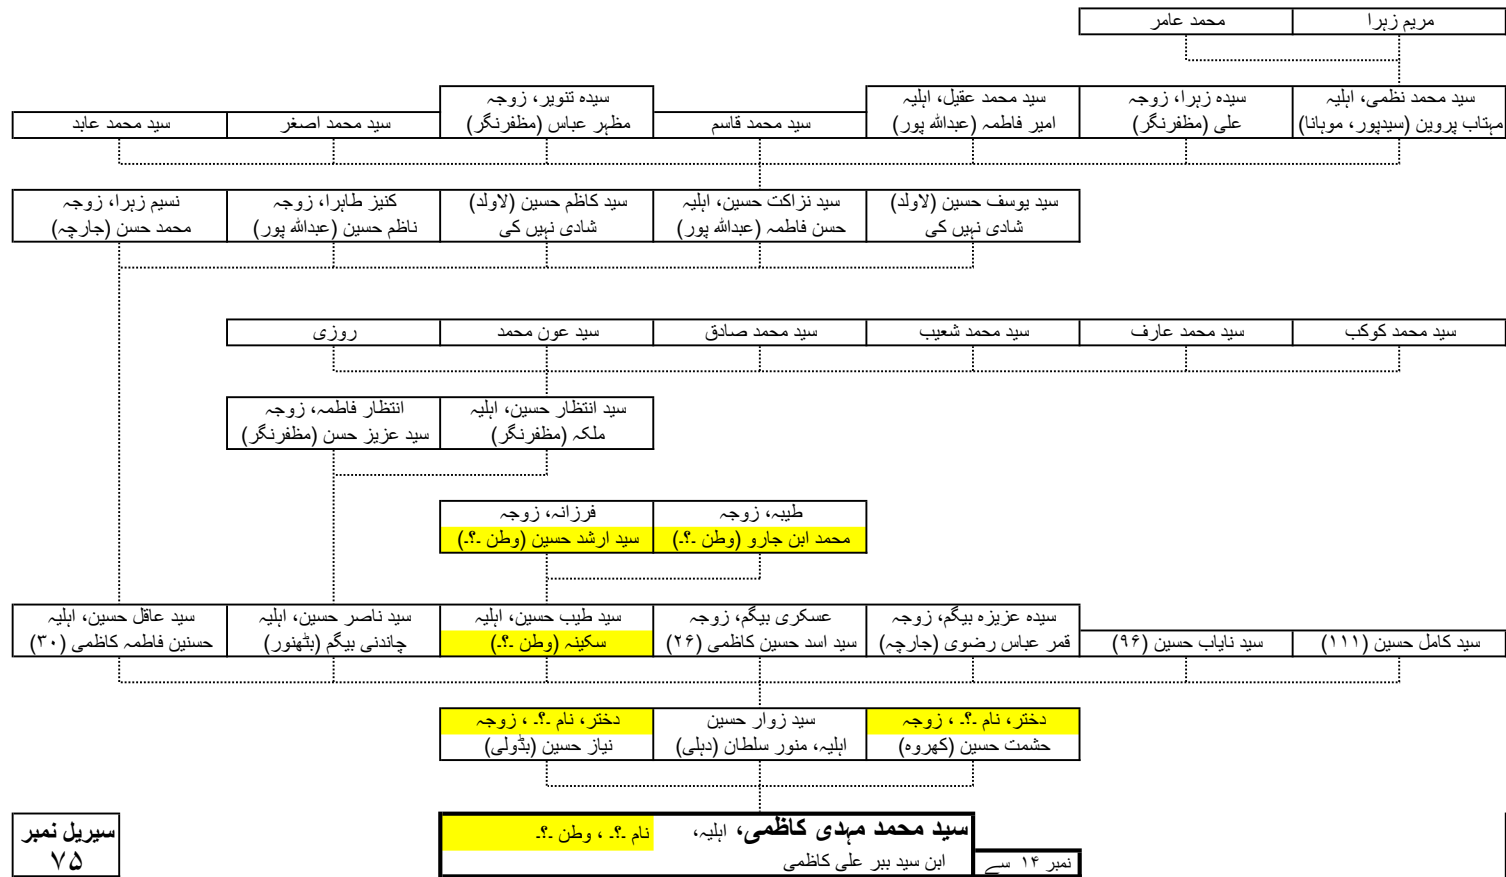 مریم زہرا
محمد عامر
سید محمد نظمی، اہلیہ
مہتاب پروین (سیدپور، موہانا)
سیدہ زہرا، زوجہ
علی (مظفرنگر)
سید محمد عقیل، اہلیہ
امیر فاطمہ (عبداللہ پور)
سید محمد قاسم
سیدہ تنویر، زوجہ
مظہر عباس (مظفرنگر)
سید محمد اصغر
سید محمد عابد
سید یوسف حسین (لاولد)
شادی نہیں کی
سید نزاکت حسین، اہلیہ
حسن فاطمہ (عبداللہ پور)
سید کاظم حسین (لاولد)
شادی نہیں کی
کنیز طاہرا، زوجہ
ناظم حسین (عبداللہ پور)
نسیم زہرا، زوجہ
محمد حسن (جارچہ)
سید محمد کوکب
سید محمد عارف
سید محمد شعیب
سید محمد صادق
سید عون محمد
روزی
سید انتظار حسین، اہلیہ
ملکہ (مظفرنگر)
انتظار فاطمہ، زوجہ
سید عزیز حسن (مظفرنگر)
طیبہ، زوجہ
محمد ابن جارو (وطن ۔؟۔)
فرزانہ، زوجہ
سید ارشد حسین (وطن ۔؟۔)
سید کامل حسین (۱۱۱)
سید نایاب حسین (۹۶)
سیدہ عزیزہ بیگم، زوجہ
قمر عباس رضوی (جارچہ)
عسکری بیگم، زوجہ
سید اسد حسین کاظمی (۲۶)
سید طیب حسین، اہلیہ
سکینہ (وطن ۔؟۔)
سید ناصر حسین، اہلیہ
چاندنی بیگم (بٹھنور)
سید عاقل حسین، اہلیہ
حسنین فاطمہ کاظمی (۳۰)
دختر، نام ۔؟۔ ، زوجہ
حشمت حسین (کھروہ)
سید زوار حسین
اہلیہ، منور سلطان (دہلی)
دختر، نام ۔؟۔ ، زوجہ
نیاز حسین (بڈولی)
سید محمد مہدی کاظمی، اہلیہ، نام ۔؟۔ ، وطن ۔؟۔
نمبر ۱۴ سے
ابن سید ببر علی کاظمی
سیریل نمبر
۷۵